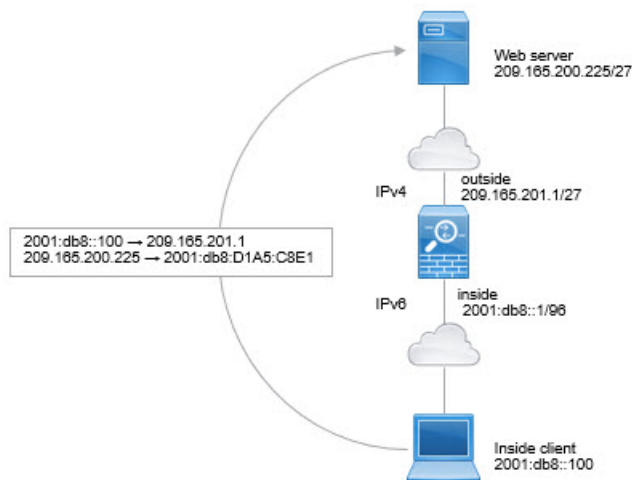 Web server
209.165.200.225/27
outside
209.165.201.1/27
IPv4
2001:db8::100 → 209.165.201.1
209.165.200.225 → 2001:db8:D1A5:C8E1
inside
2001:db8::1/96
IPv6
Inside client
2001:db8::100